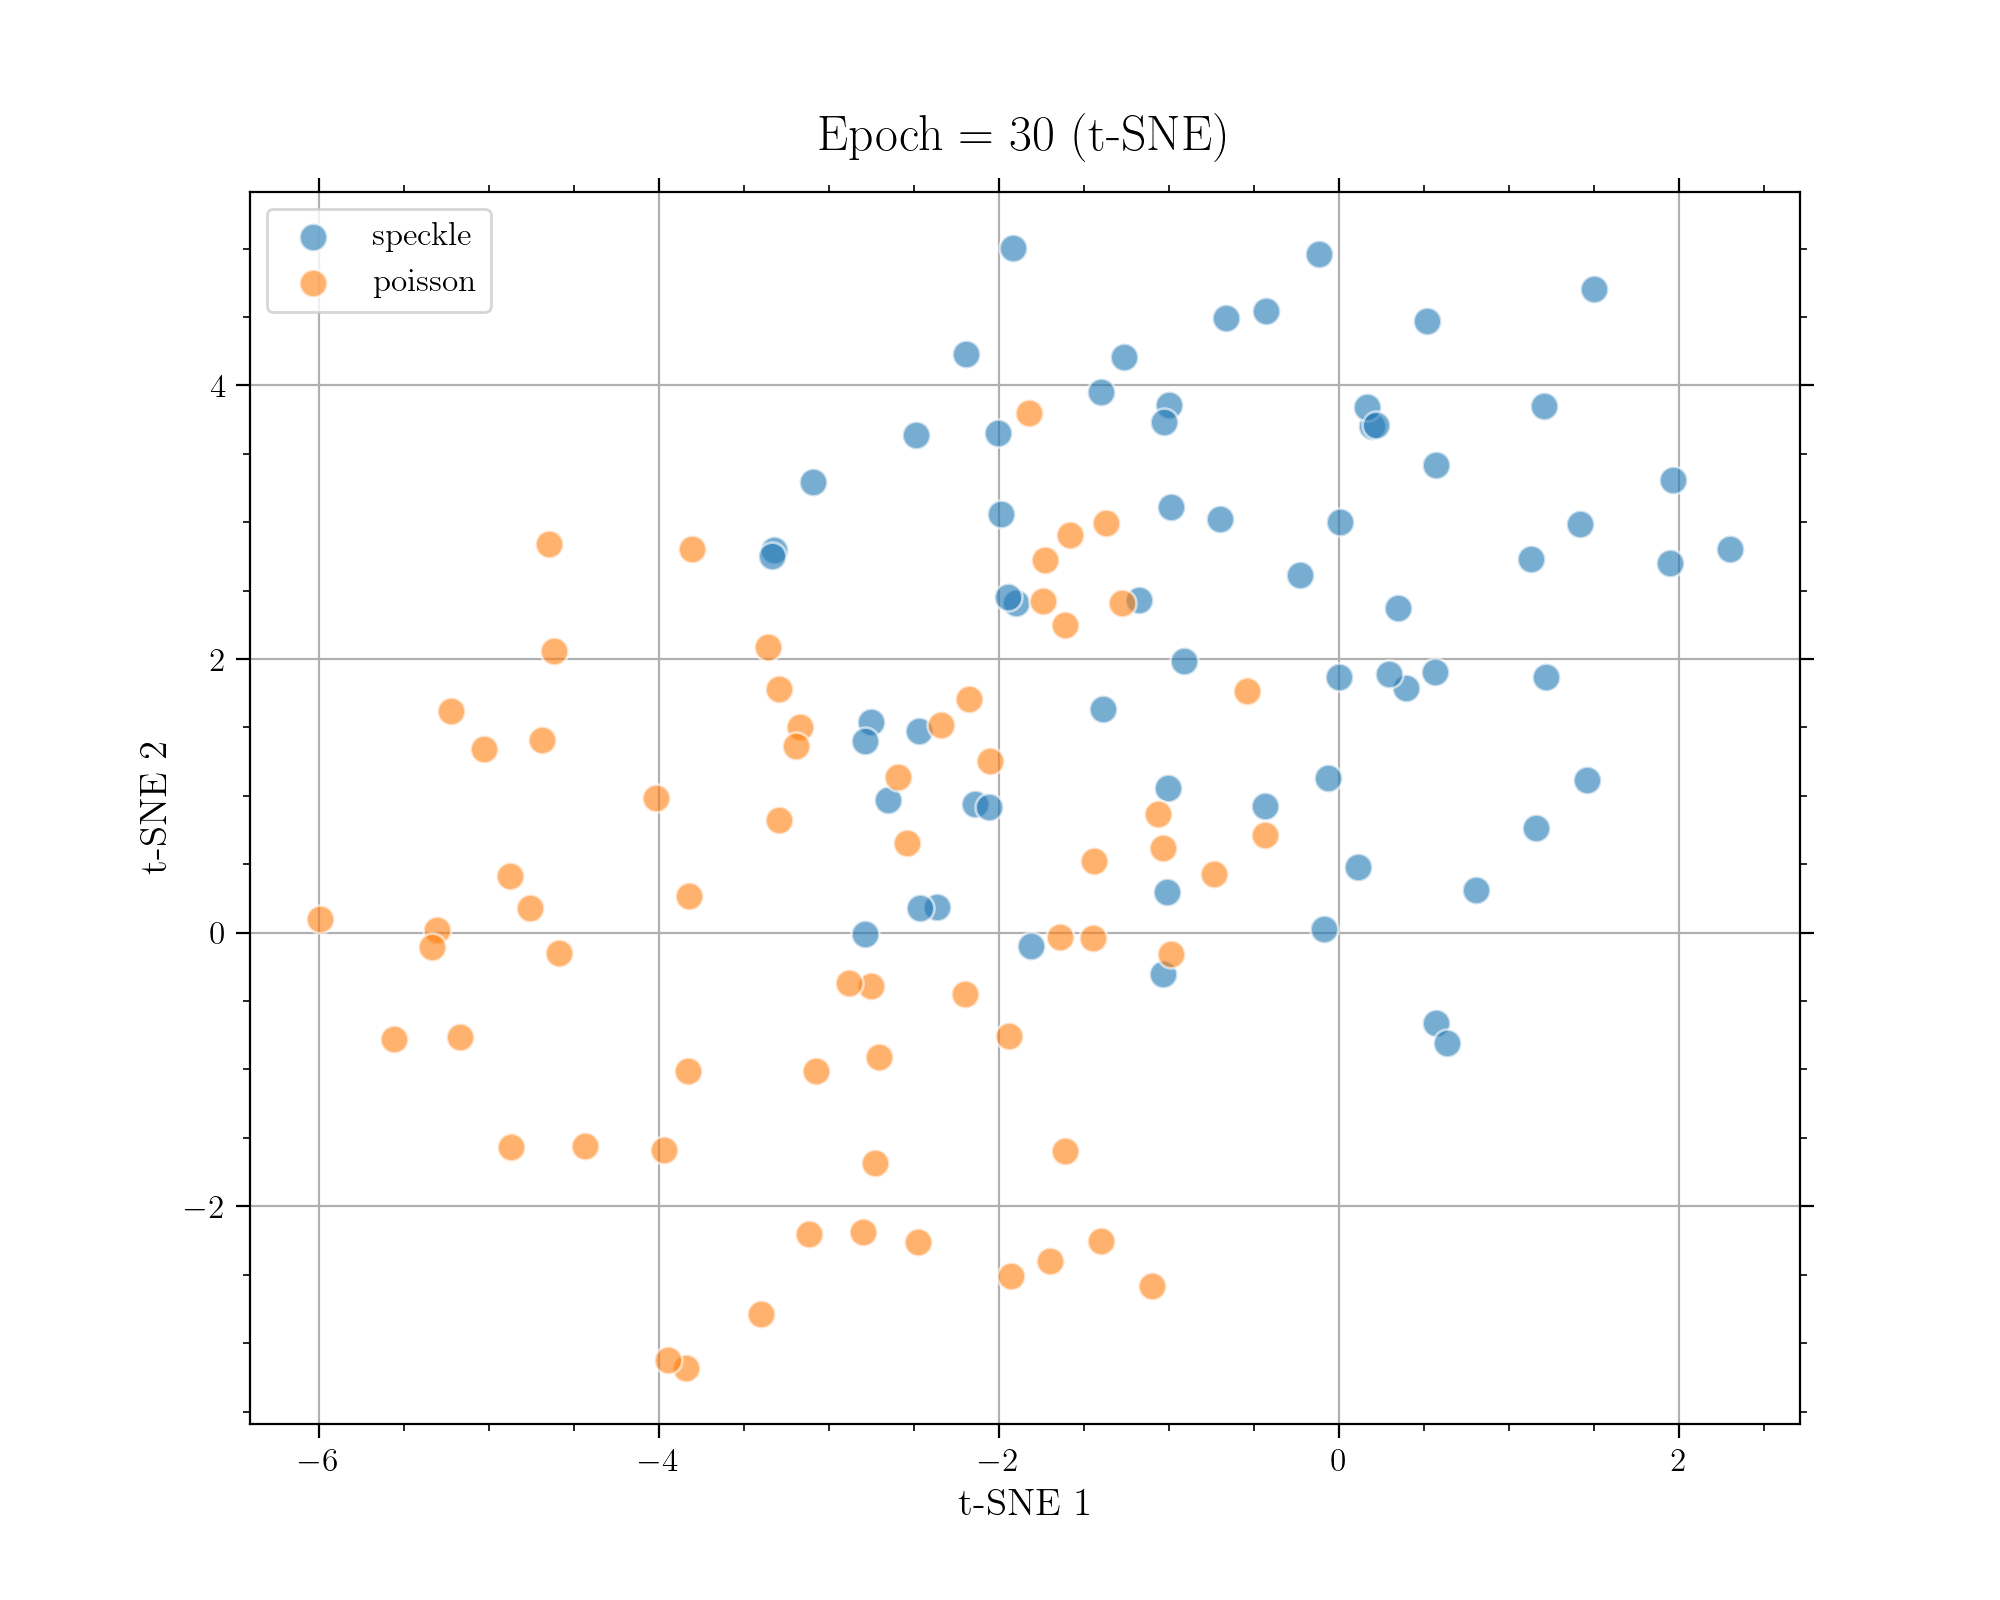 Epoch = 30 (t-SNE)
speckle
poisson
4
2
0
−2
t-SNE 2
−6
−4
−2
0
2
t-SNE 1